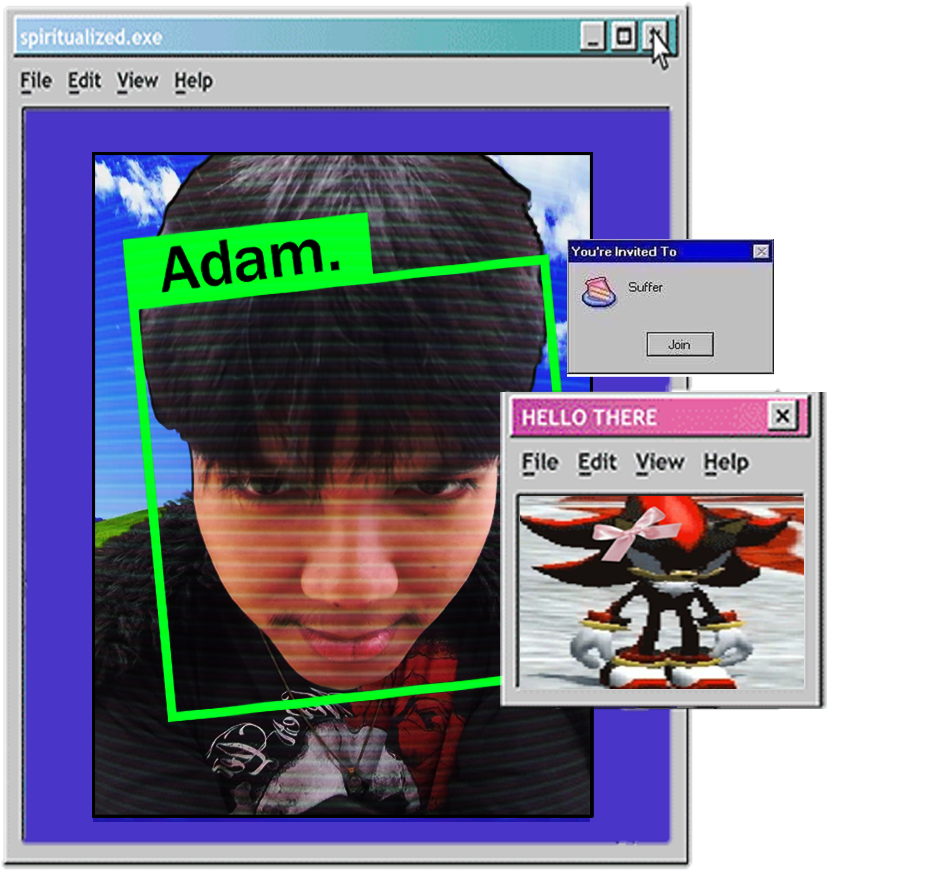 spiritualized.exe
File Edit View Help
Adam.
You're Invited To
Suffer
Join
HELLO THERE
File Edit View Help